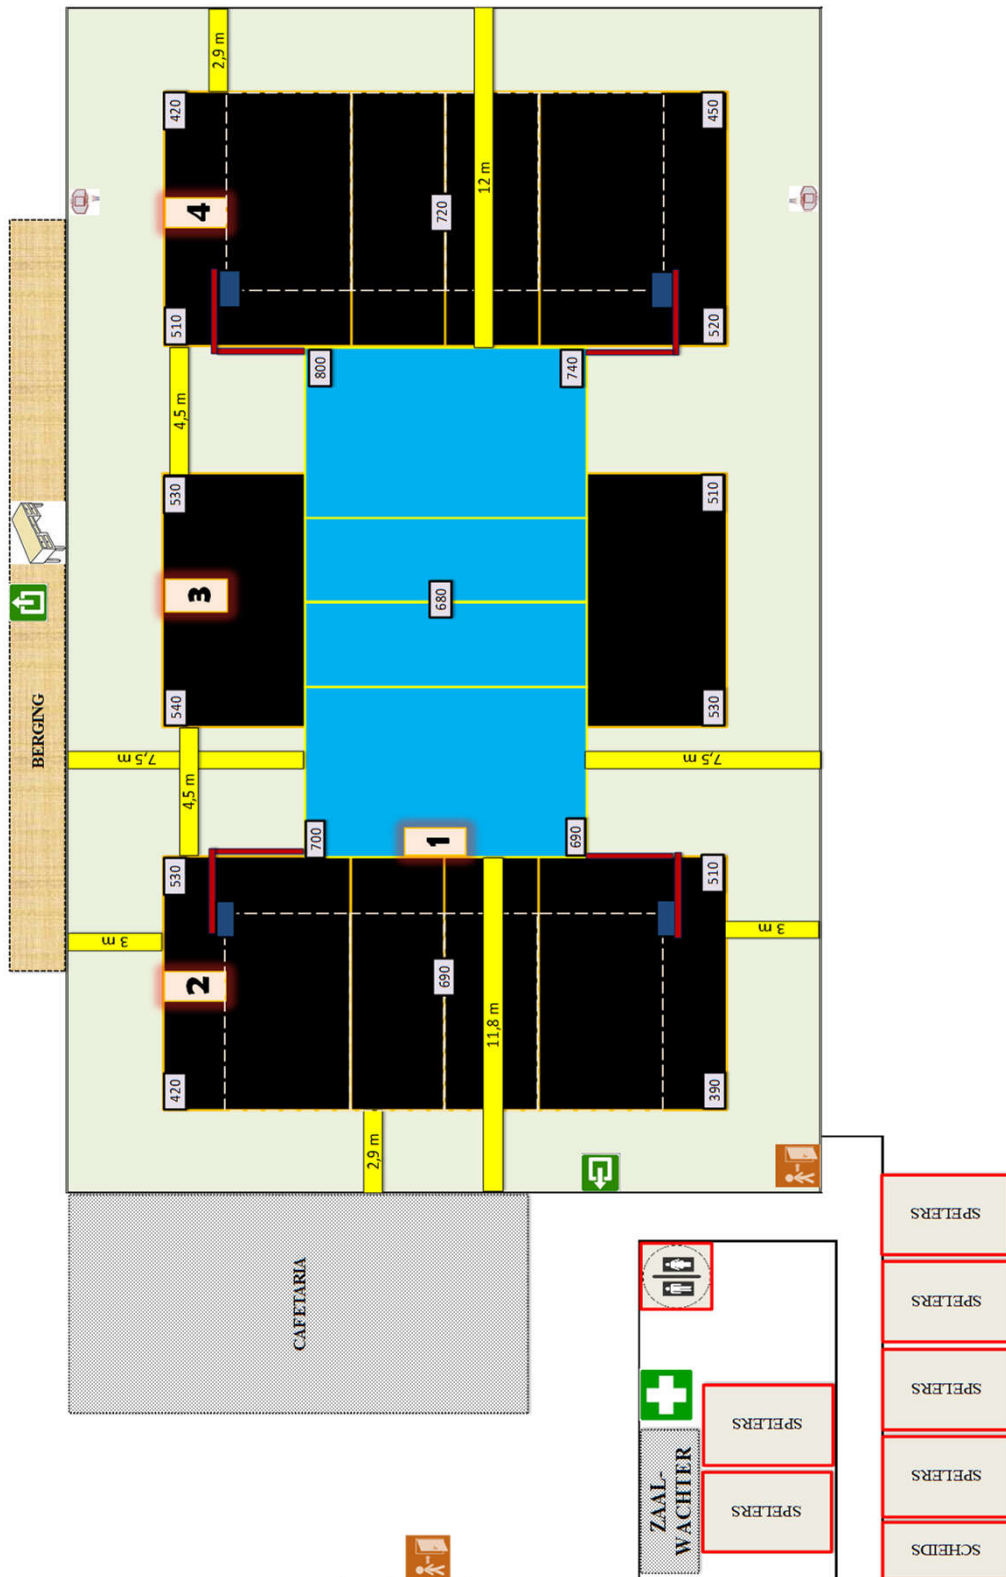 2,9 m
12 m
420
450
4
720
510
520
800
740
4,5 m
530
510
3
680
540
530
BERGING
7,5 m
7,5 m
4,5 m
700
1
690
530
510
3 m
3 m
2
690
11,8 m
420
390
2,9 m
CAFETARIA
SPELERS
SPELERS
SPELERS
SPELERS
SCHEIDS
SPELERS
SPELERS
ZAAL-
WACHTER